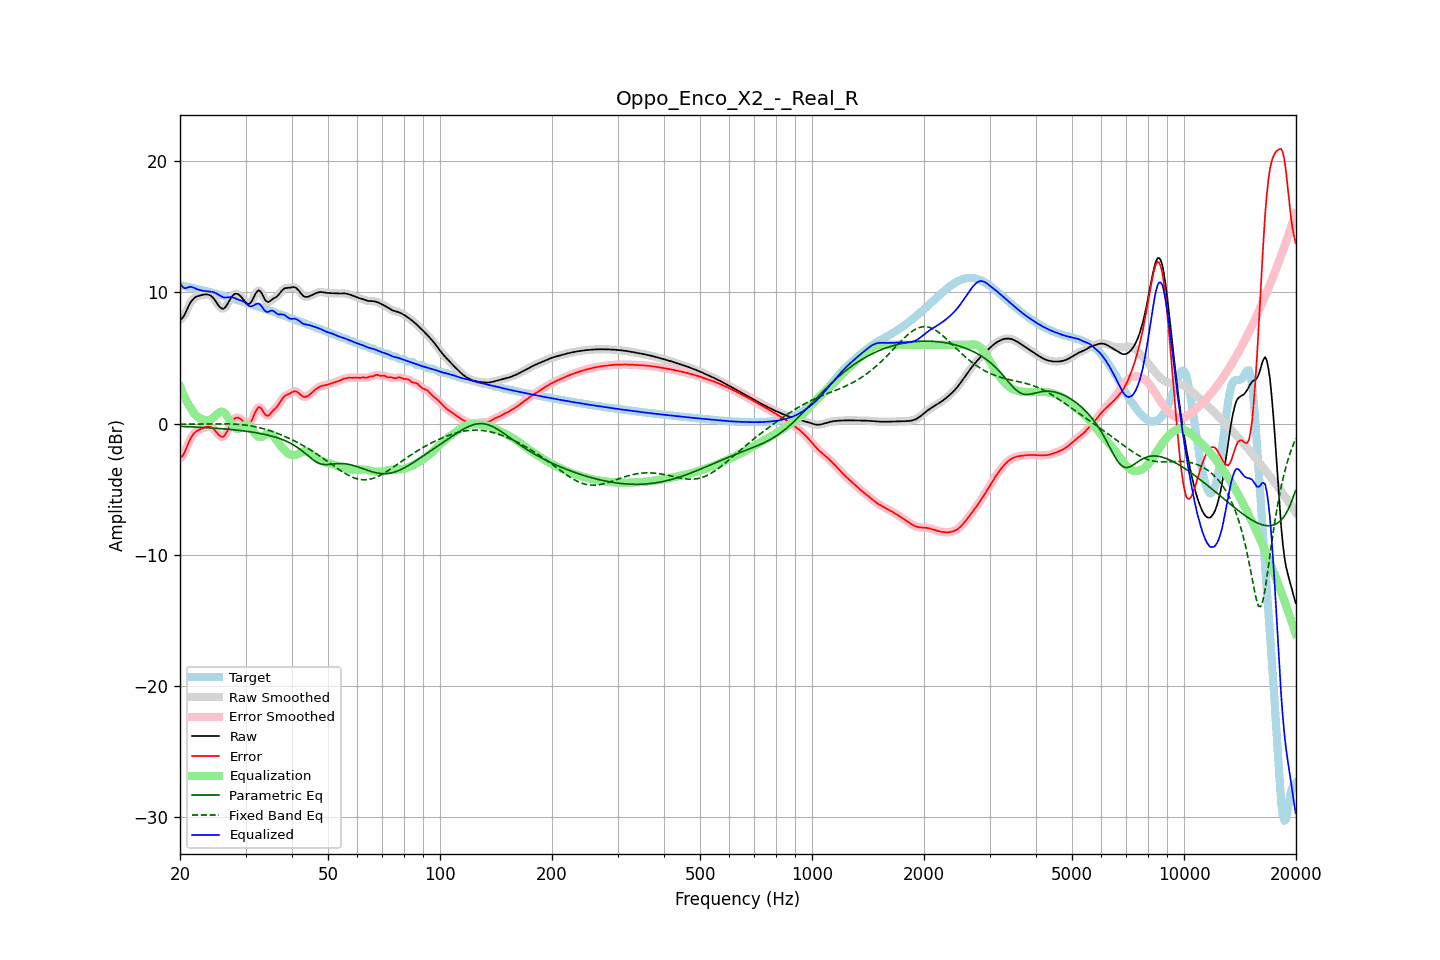 Oppo_Enco_X2_-_Real_R
Amplitude (dBr)
20
10
0
−10
−20
−30
Target
Raw Smoothed
Error Smoothed
Raw
Error
Equalization
Parametric Eq
Fixed Band Eq
Equalized
20 50 100 200 500 1000 2000 5000 10000 20000
Frequency (Hz)